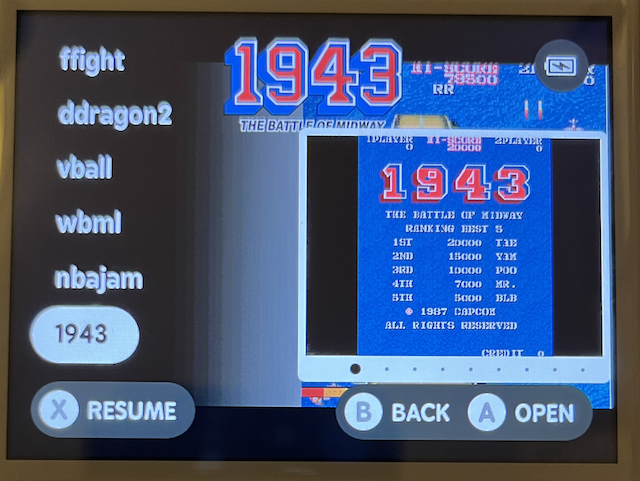 ffight
ddragon2
vball
wbml
nbajam
1943
X RESUME
1943
THE BATTLE OF MIDWAY
HI-SCORE
79500
RR
0
1PLAYER HI-SCORE 2PLAYER
0 20000 0
1943
THE BATTLE OF MIDWAY
RANKING BEST 5
1ST 20000 TAE
2ND 15000 YAM
3RD 10000 POO
4TH 7000 MR.
5TH 5000 BLB
© 1987 CAPCOM
ALL RIGHTS RESERVED
CREDIT 0
B BACK A OPEN